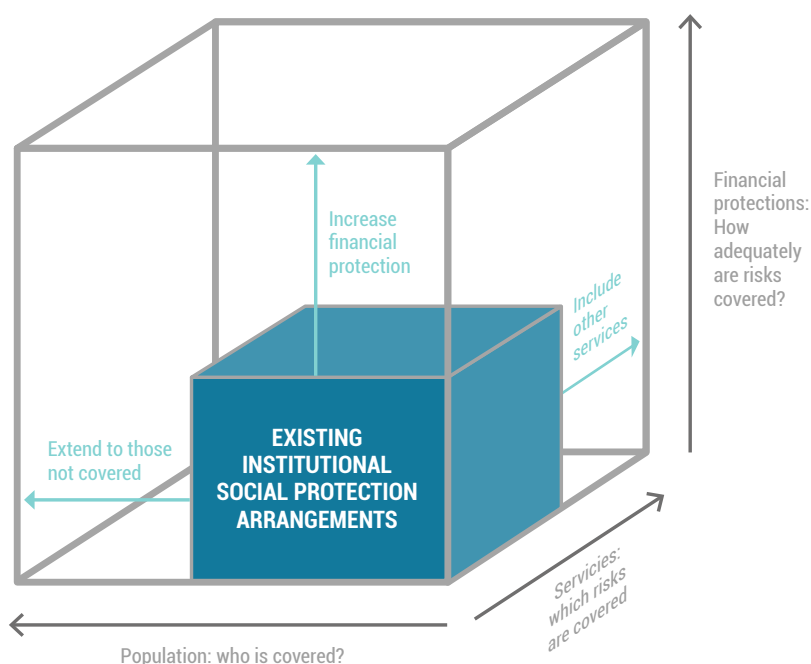 Increase
financial
protection
Financial
protections:
How
adequately
are risks
covered?
Include
other
services
Extend to those
not covered
EXISTING
INSTITUTIONAL
SOCIAL PROTECTION
ARRANGEMENTS
Servicies:
which risks
are covered
Population: who is covered?